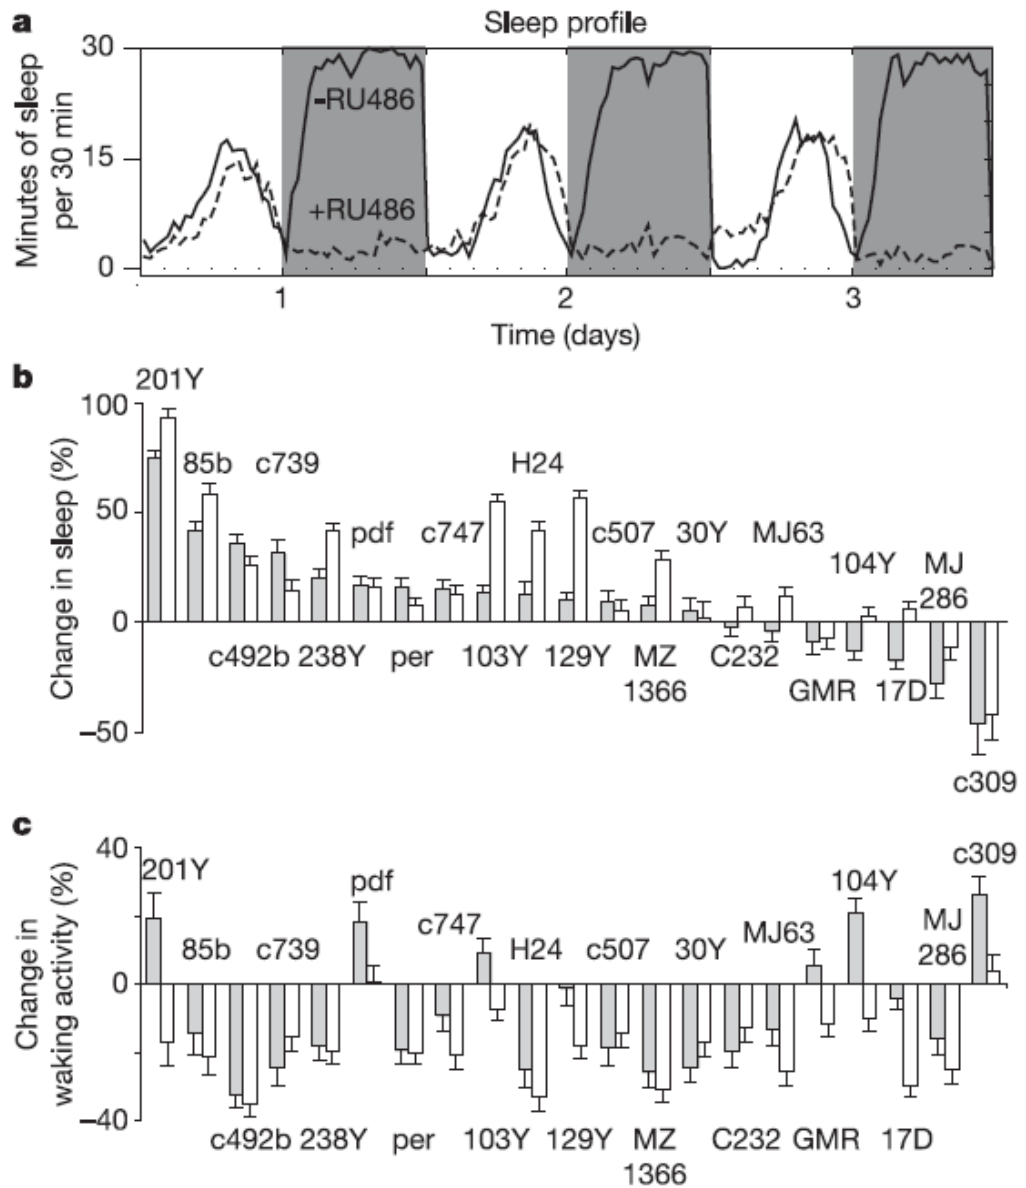 a
Sleep profile
Minutes of sleep
per 30 min
30
15
0
-RU486
+RU486
1 2 3
Time (days)
b
Change in sleep (%)
100
50
0
–50
201Y
85b c739 H24
pdf c747 c507 30Y MJ63
104Y MJ
286
c492b 238Y per 103Y 129Y MZ C232
1366 GMR 17D
c309
c
Change in
waking activity (%)
40
0
–40
c309
201Y pdf 104Y
c747 MJ63 MJ
85b c739 H24 c507 30Y 286
c492b 238Y per 103Y 129Y MZ C232 GMR 17D
1366